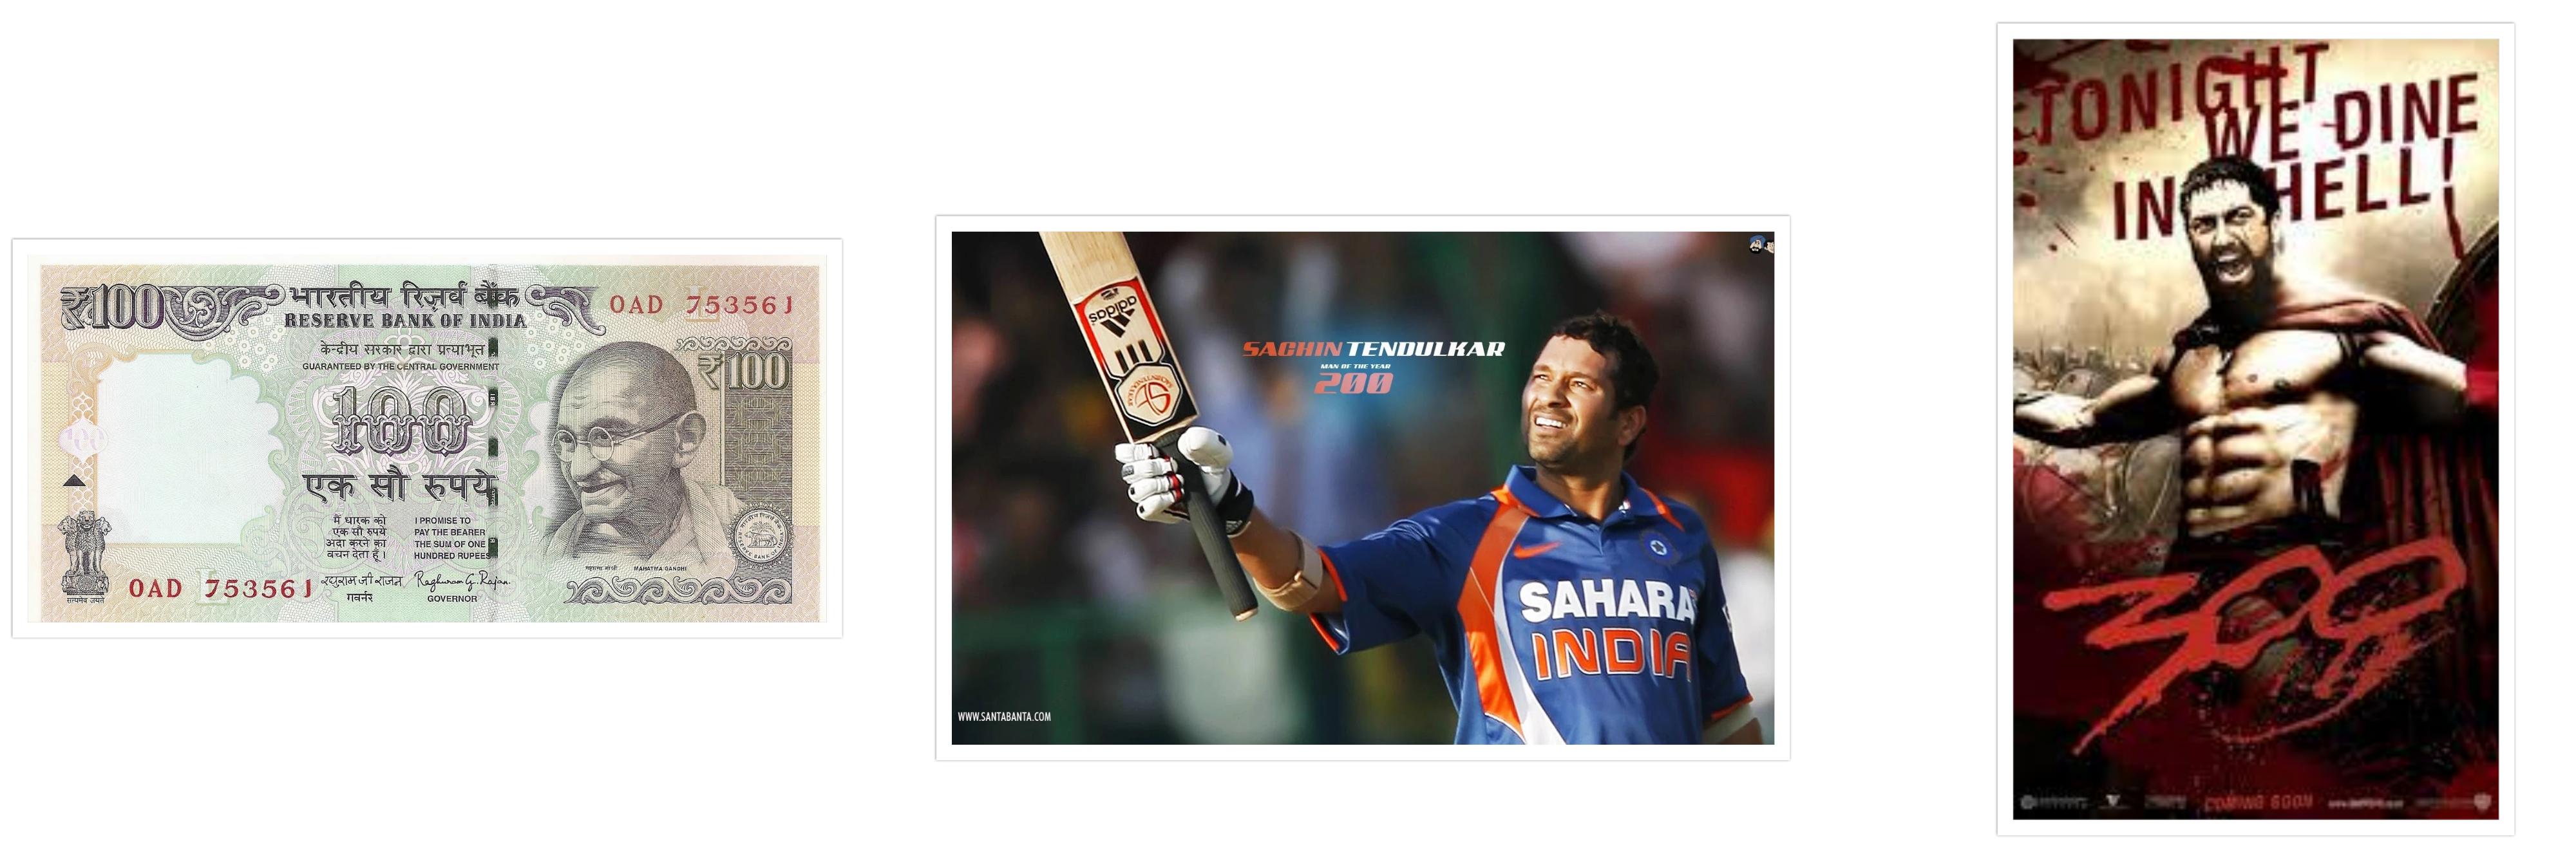 ₹100
भारतीय रिज़र्व बैंक
RESERVE BANK OF INDIA
0AD 753561
केन्द्रीय सरकार द्वारा प्रत्याभूत
GUARANTEED BY THE CENTRAL GOVERNMENT
₹100
100
100
एक सौ रुपये
मैं धारक को
एक सौ रुपये
अदा करने का
वचन देता हूँ।
I PROMISE TO
PAY THE BEARER
THE SUM OF ONE
HUNDRED RUPEES
महात्मा गांधी
MAHATMA GANDHI
0AD 753561
रघुराम जी राजन
Raghuram G. Rajan.
गवर्नर
GOVERNOR
सत्यमेव जयते
adidas
SACHIN TENDULKAR
MAN OF THE YEAR
200
SAHARA
INDIA
WWW.SANTABANTA.COM
TONIGHT
WE DINE
IN HELL!
300
COMING SOON